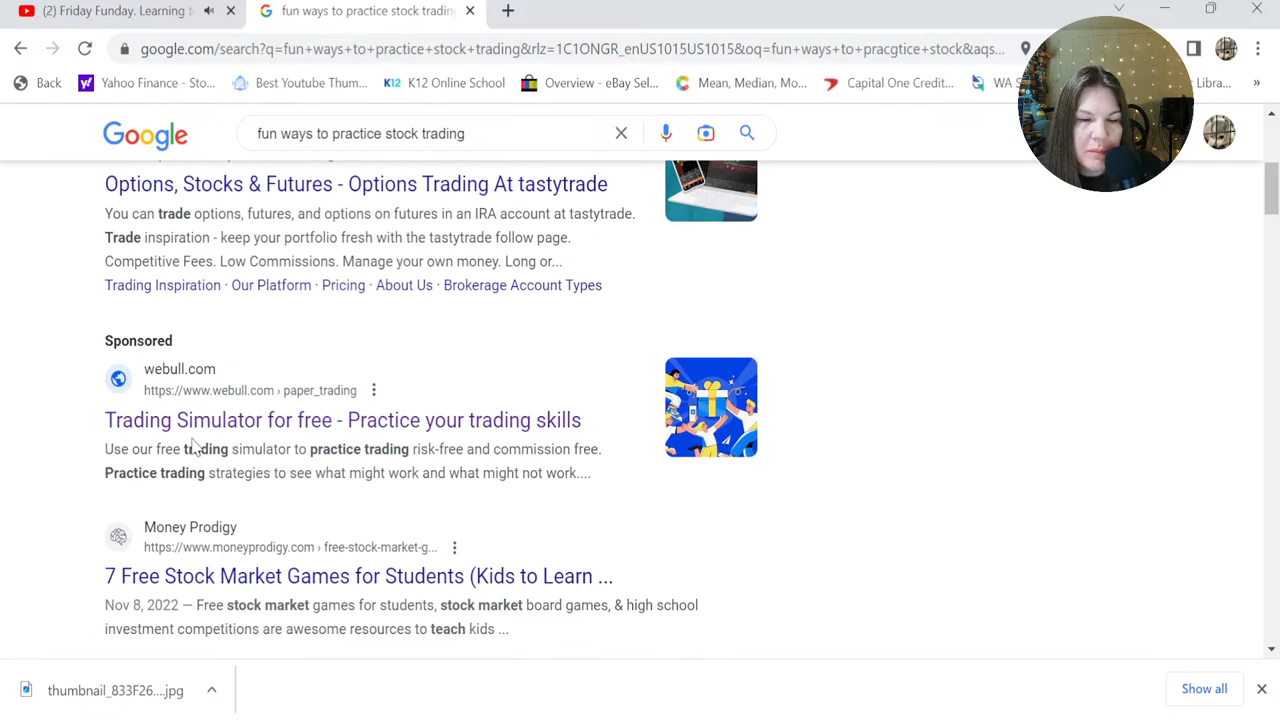 (2) Friday Funday. Learning t
fun ways to practice stock tradin
google.com/search?q=fun+ways+to+practice+stock+trading&rlz=1C1ONGR_enUS1015US1015&oq=fun+ways+to+pracgtice+stock&aqs...
Back
Yahoo Finance - Sto...
Best Youtube Thum...
K12 K12 Online School
Overview - eBay Sel...
Mean, Median, Mo...
Capital One Credit...
WA S
Libra...
»
Google
fun ways to practice stock trading
Options, Stocks & Futures - Options Trading At tastytrade
You can trade options, futures, and options on futures in an IRA account at tastytrade.
Trade inspiration - keep your portfolio fresh with the tastytrade follow page.
Competitive Fees. Low Commissions. Manage your own money. Long or...
Trading Inspiration · Our Platform · Pricing · About Us · Brokerage Account Types
Sponsored
webull.com
https://www.webull.com › paper_trading
Trading Simulator for free - Practice your trading skills
Use our free trading simulator to practice trading risk-free and commission free.
Practice trading strategies to see what might work and what might not work....
Money Prodigy
https://www.moneyprodigy.com › free-stock-market-g...
7 Free Stock Market Games for Students (Kids to Learn ...
Nov 8, 2022 — Free stock market games for students, stock market board games, & high school
investment competitions are awesome resources to teach kids ...
thumbnail_833F26....jpg
Show all